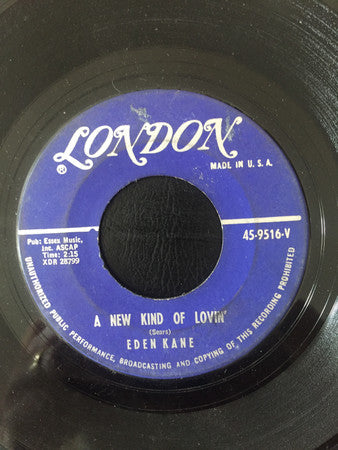 LONDON
®
MADE IN U. S. A.
45-9516-V
Pub: Essex Music,
Inc. ASCAP
Time: 2:15
XDR 28799
A NEW KIND OF LOVIN'
(Sears)
EDEN KANE
UNAUTHORIZED PUBLIC PERFORMANCE, BROADCASTING AND COPYING OF THIS RECORDING PROHIBITED